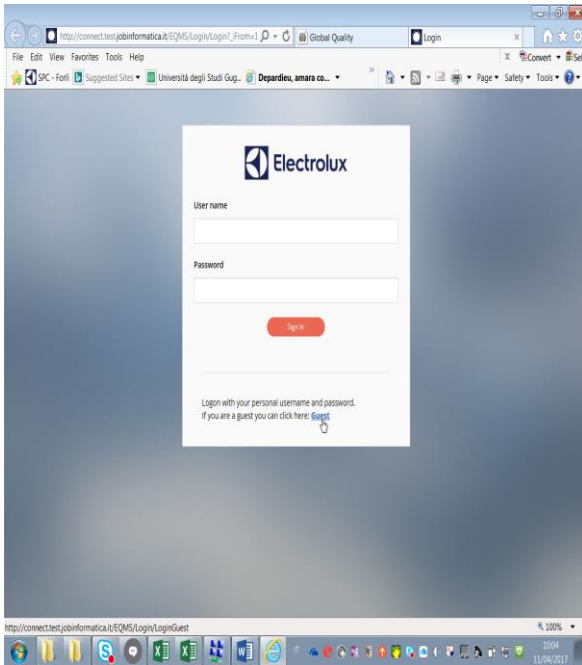 http://connect.test.jobinformatica.it/EQMS/Login/Login?_iFrom=1
Global Quality
Login
X
File Edit View Favorites Tools Help
X Convert Sel
SPC - Forlì Suggested Sites Università degli Studi Gug... Depardieu, amara co...
Page Safety Tools
Electrolux
User name
Password
Sign In
Logon with your personal username and password.
If you are a guest you can click here: Guest
http://connect.test.jobinformatica.it/EQMS/Login/LoginGuest
100%
10:04
11/04/2017